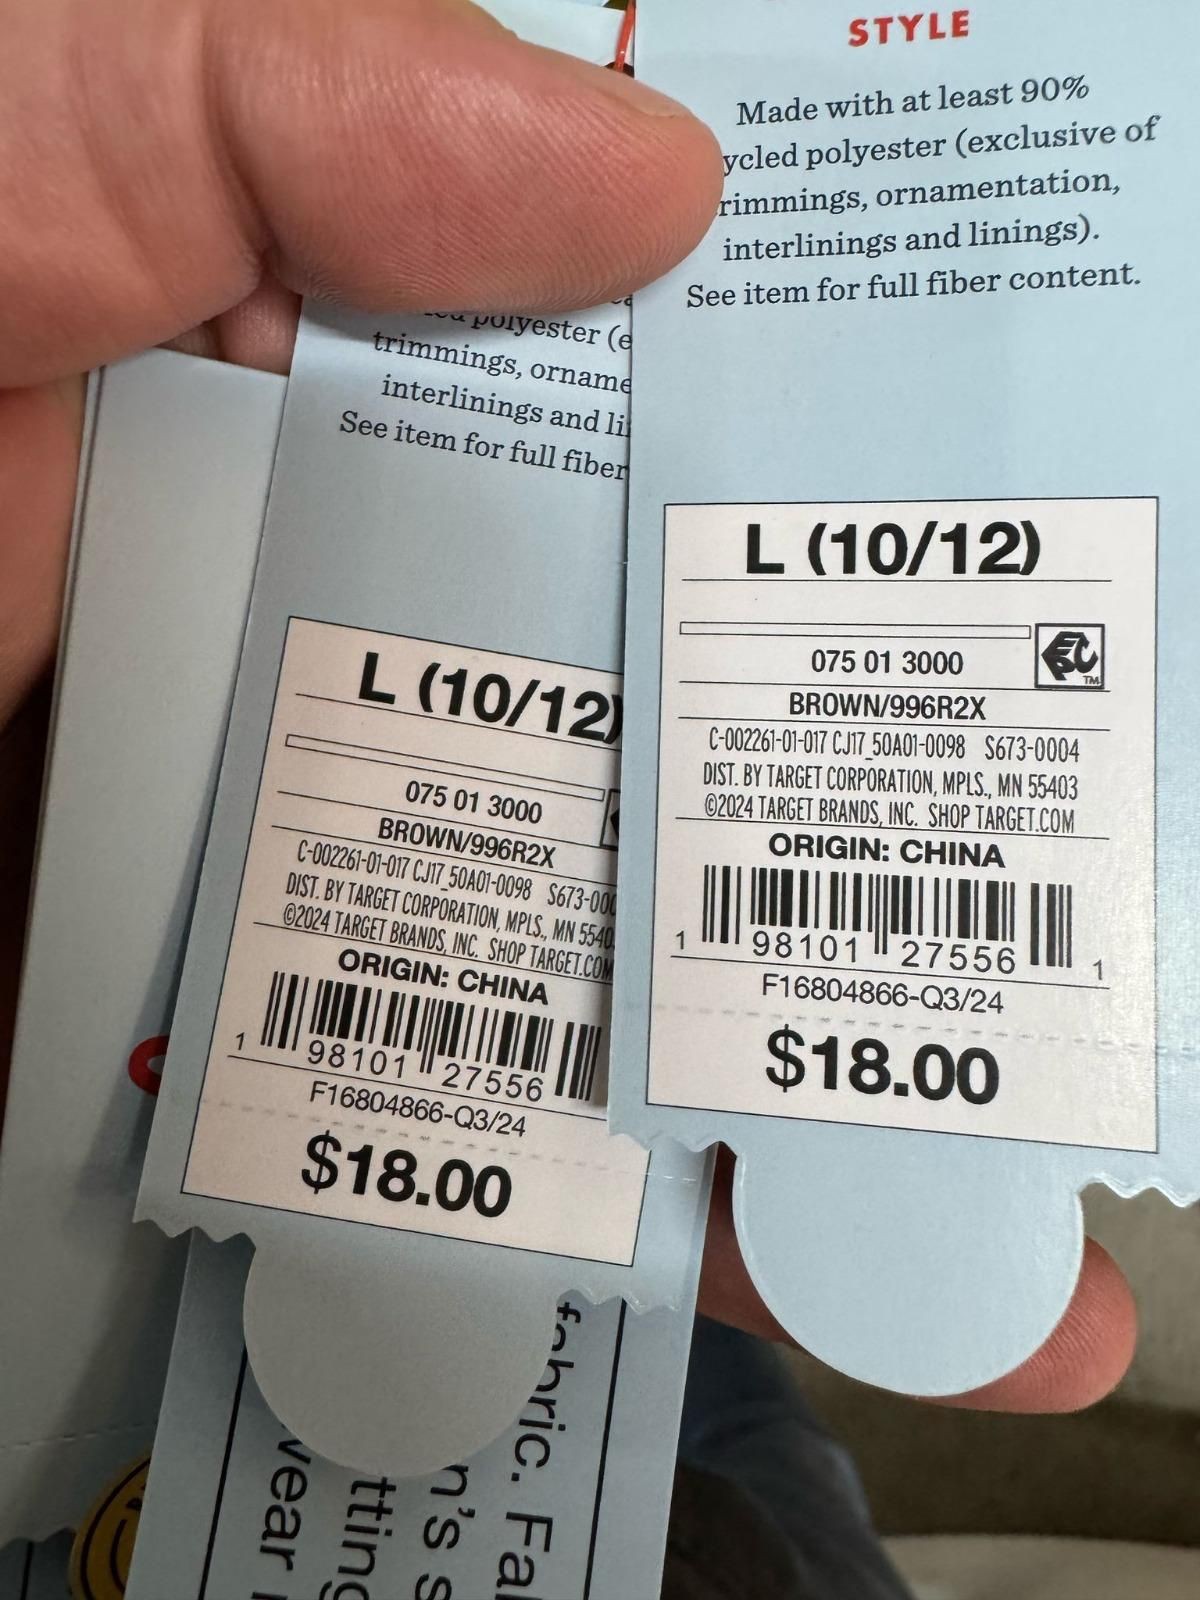 STYLE
Made with at least 90%
ycled polyester (exclusive of
rimmings, ornamentation,
interlinings and linings).
See item for full fiber content.
L (10/12)
075 01 3000
BROWN/996R2X
C-002261-01-017 CJ17_50A01-0098 S673-0004
DIST. BY TARGET CORPORATION, MPLS., MN 55403
©2024 TARGET BRANDS, INC. SHOP TARGET.COM
ORIGIN: CHINA
1 98101 27556 1
F16804866-Q3/24
$18.00
polyester (e
trimmings, orname
interlinings and li
See item for full fiber
L (10/12)
075 01 3000
BROWN/996R2X
C-002261-01-017 CJ17_50A01-0098 S673-000
DIST. BY TARGET CORPORATION, MPLS., MN 5540
©2024 TARGET BRANDS, INC. SHOP TARGET.COM
ORIGIN: CHINA
1 98101 27556
F16804866-Q3/24
$18.00
fabric. Fal
n's s
tting
wear